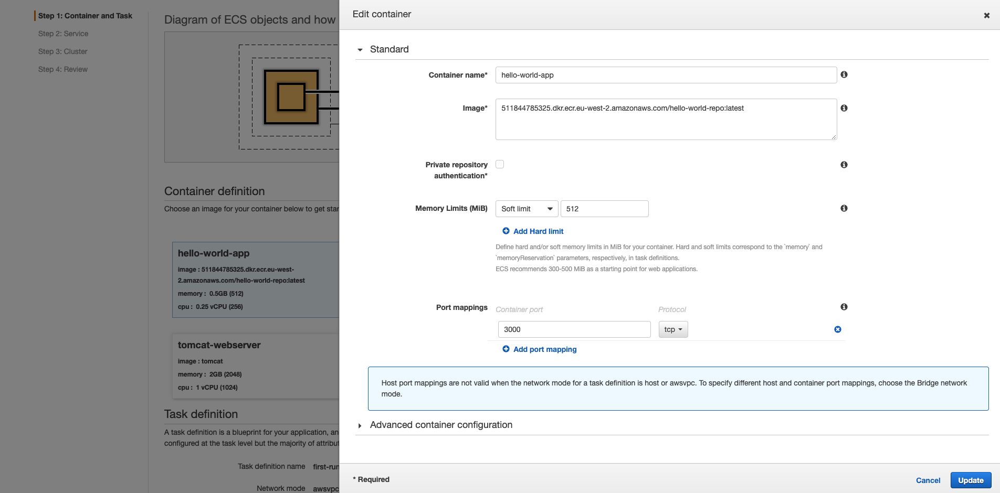 Step 1: Container and Task
Step 2: Service
Step 3: Cluster
Step 4: Review
Diagram of ECS objects and how
Container definition
Choose an image for your container below to get star
hello-world-app
image : 511844785325.dkr.ecr.eu-west-
2.amazonaws.com/hello-world-repo:latest
memory : 0.5GB (512)
cpu : 0.25 vCPU (256)
tomcat-webserver
image : tomcat
memory : 2GB (2048)
cpu : 1 vCPU (1024)
Task definition
A task definition is a blueprint for your application, an
configured at the task level but the majority of attribut
Task definition name first-run
Network mode awsvpc
Edit container
Standard
Container name* hello-world-app
Image* 511844785325.dkr.ecr.eu-west-2.amazonaws.com/hello-world-repo:latest
Private repository
authentication*
Memory Limits (MiB) Soft limit 512
Add Hard limit
Define hard and/or soft memory limits in MiB for your container. Hard and soft limits correspond to the `memory` and
`memoryReservation` parameters, respectively, in task definitions.
ECS recommends 300-500 MiB as a starting point for web applications.
Port mappings Container port Protocol
3000 tcp
Add port mapping
Host port mappings are not valid when the network mode for a task definition is host or awsvpc. To specify different host and container port mappings, choose the Bridge network
mode.
Advanced container configuration
* Required
Cancel Update